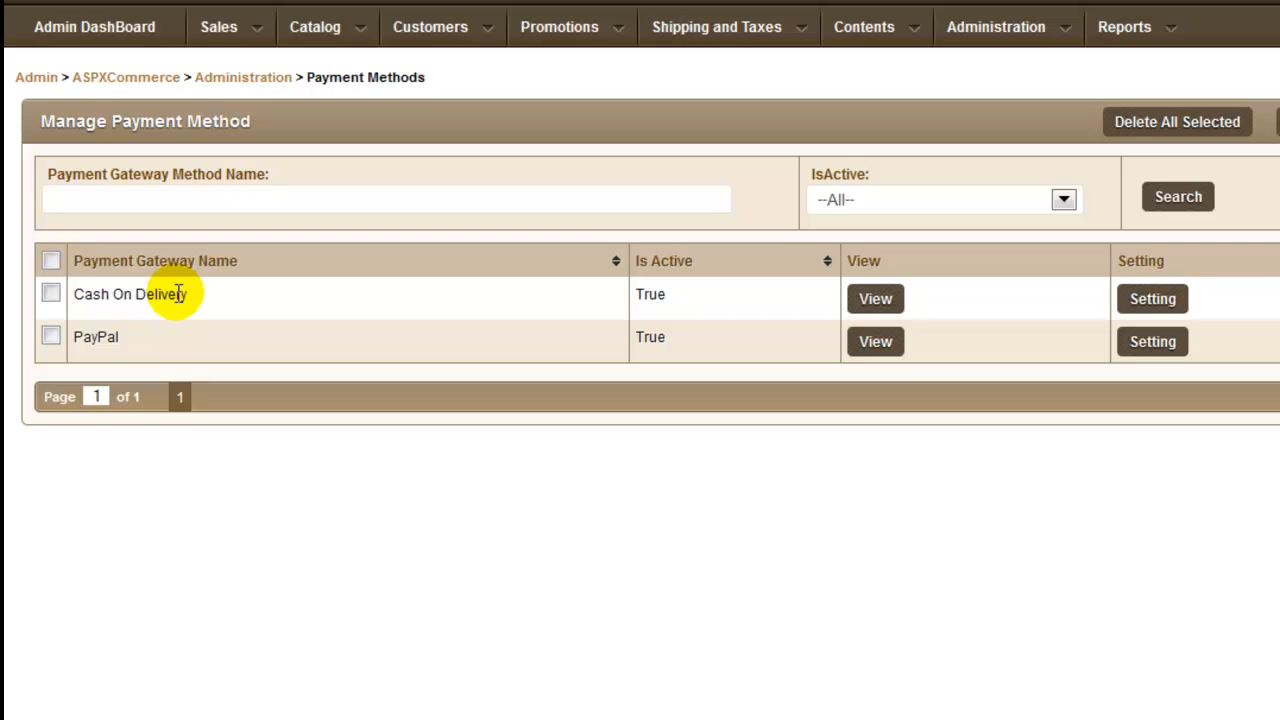 Admin DashBoard Sales Catalog Customers Promotions Shipping and Taxes Contents Administration Reports
Admin > ASPXCommerce > Administration > Payment Methods
Manage Payment Method Delete All Selected
Payment Gateway Method Name: IsActive:
--All-- Search
Payment Gateway Name Is Active View Setting
Cash On Delivery True View Setting
PayPal True View Setting
Page 1 of 1 1